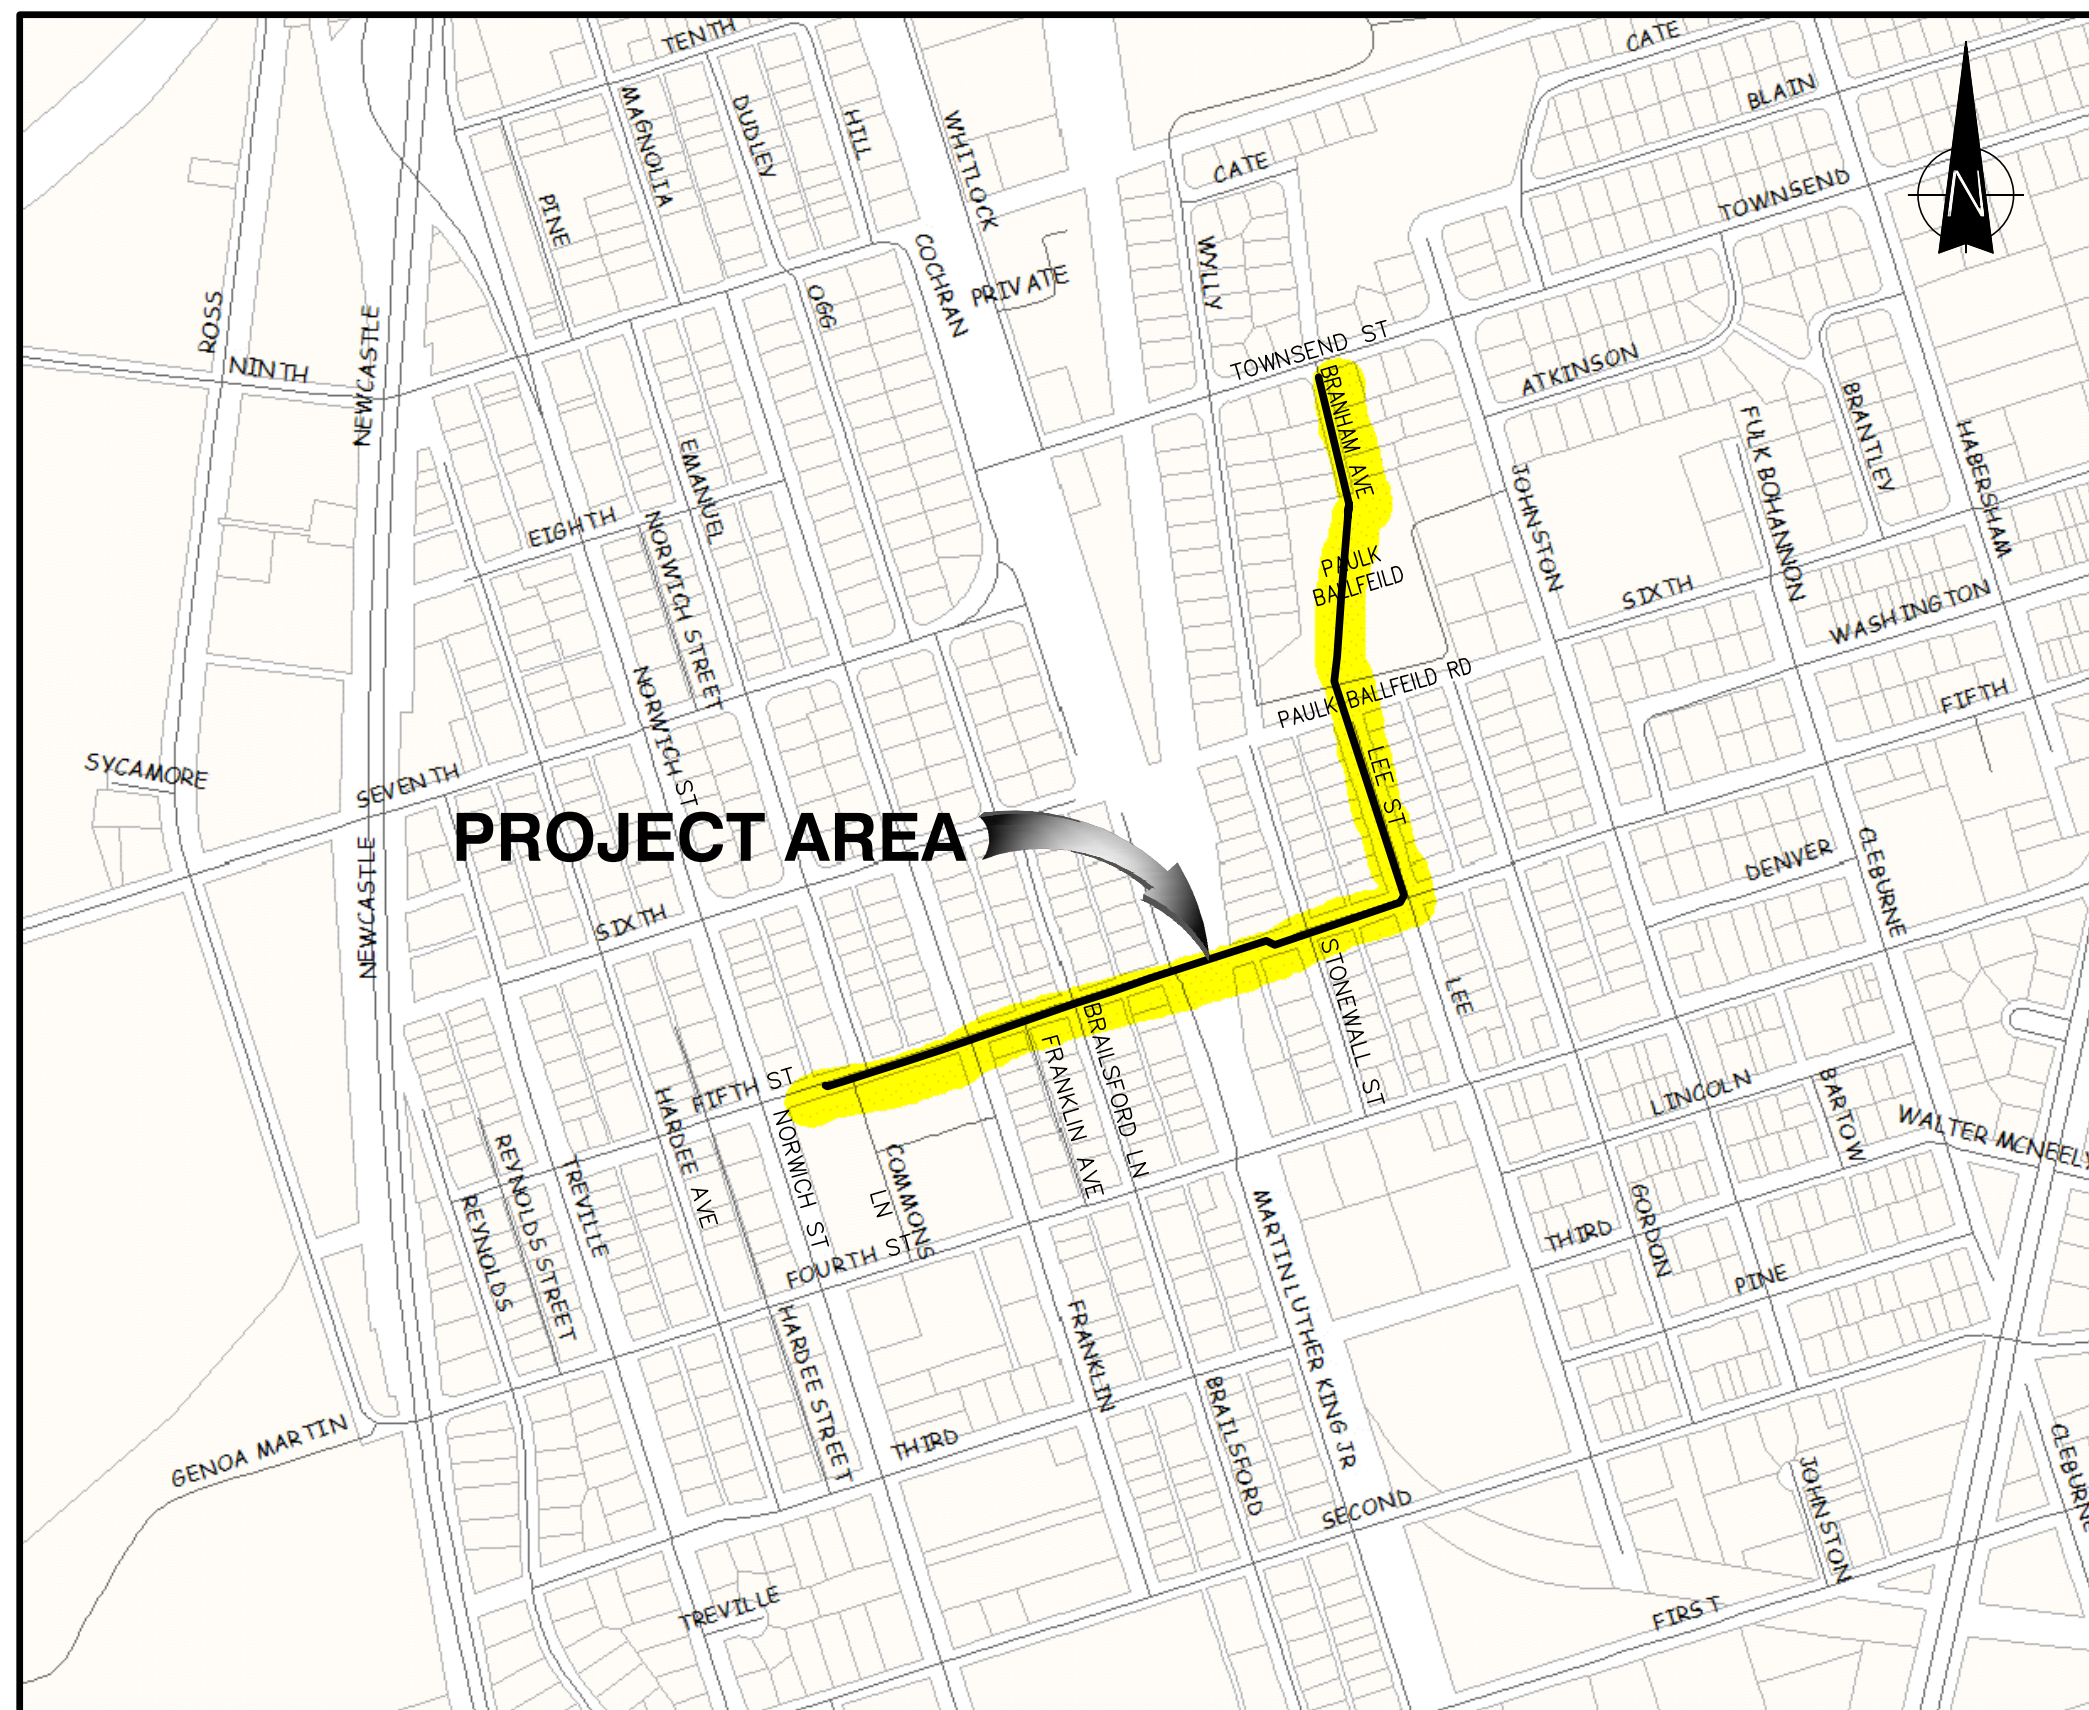 TENTH
CATE
BLAIN
MAGNOLIA
DUDLEY
HILL
WHITLOCK
CATE
TOWNSEND
N
PINE
COCHRAN
PRIVATE
WYLLY
OGG
ROSS
NEWCASTLE
NINTH
TOWNSEND ST
BRANHAM AVE
ATKINSON
BRANTLEY
FULK BOHANNON
HABERSHAM
JOHNSTON
EMANUEL
EIGHTH
NORWICH STREET
PAULK
BALLFEILD
SIXTH
WASHINGTON
PAULK BALLFEILD RD
FIFTH
NORWICH ST
SYCAMORE
SEVENTH
LEE ST
PROJECT AREA
NEWCASTLE
DENVER
CLEBURNE
SIXTH
STONEWALL ST
LEE
BRAILSFORD LN
FRANKLIN AVE
FIFTH ST
HARDEE AVE
NORWICH ST
COMMONS
LN
LINCOLN
BARTOW
WALTER MCNEELY
REYNOLDS STREET
TREVILLE
REYNOLDS
FOURTH ST
MARTIN LUTHER KING JR
THIRD
GORDON
PINE
HARDEE STREET
FRANKLIN
BRAILSFORD
GENOA MARTIN
THIRD
SECOND
JOHNSTON
CLEBURNE
TREVILLE
FIRST